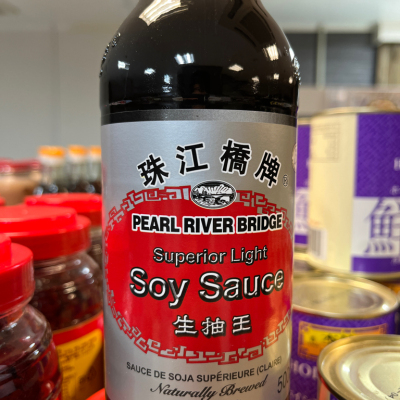 珠江橋牌
PEARL RIVER BRIDGE
Superior Light
Soy Sauce
生抽王
SAUCE DE SOJA SUPÉRIEURE (CLAIRE)
Naturally Brewed
鮑